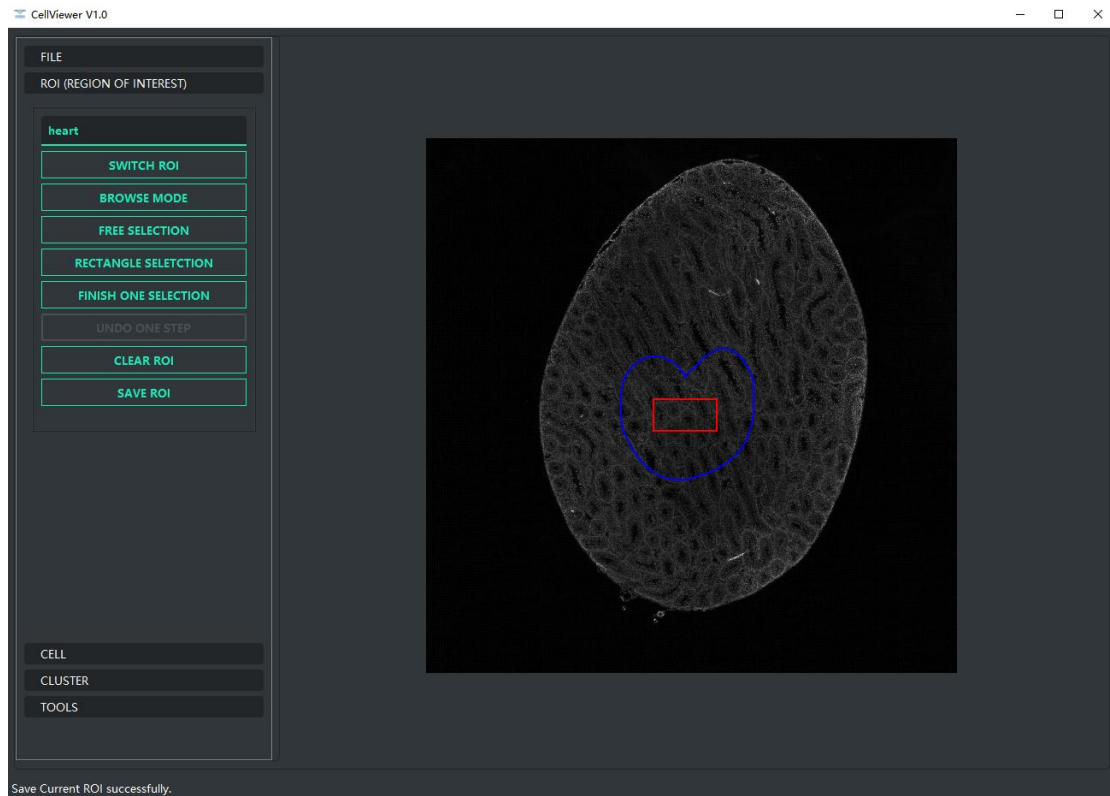 CellViewer V1.0
FILE
ROI (REGION OF INTEREST)
heart
SWITCH ROI
BROWSE MODE
FREE SELECTION
RECTANGLE SELETCTION
FINISH ONE SELECTION
UNDO ONE STEP
CLEAR ROI
SAVE ROI
CELL
CLUSTER
TOOLS
Save Current ROI successfully.